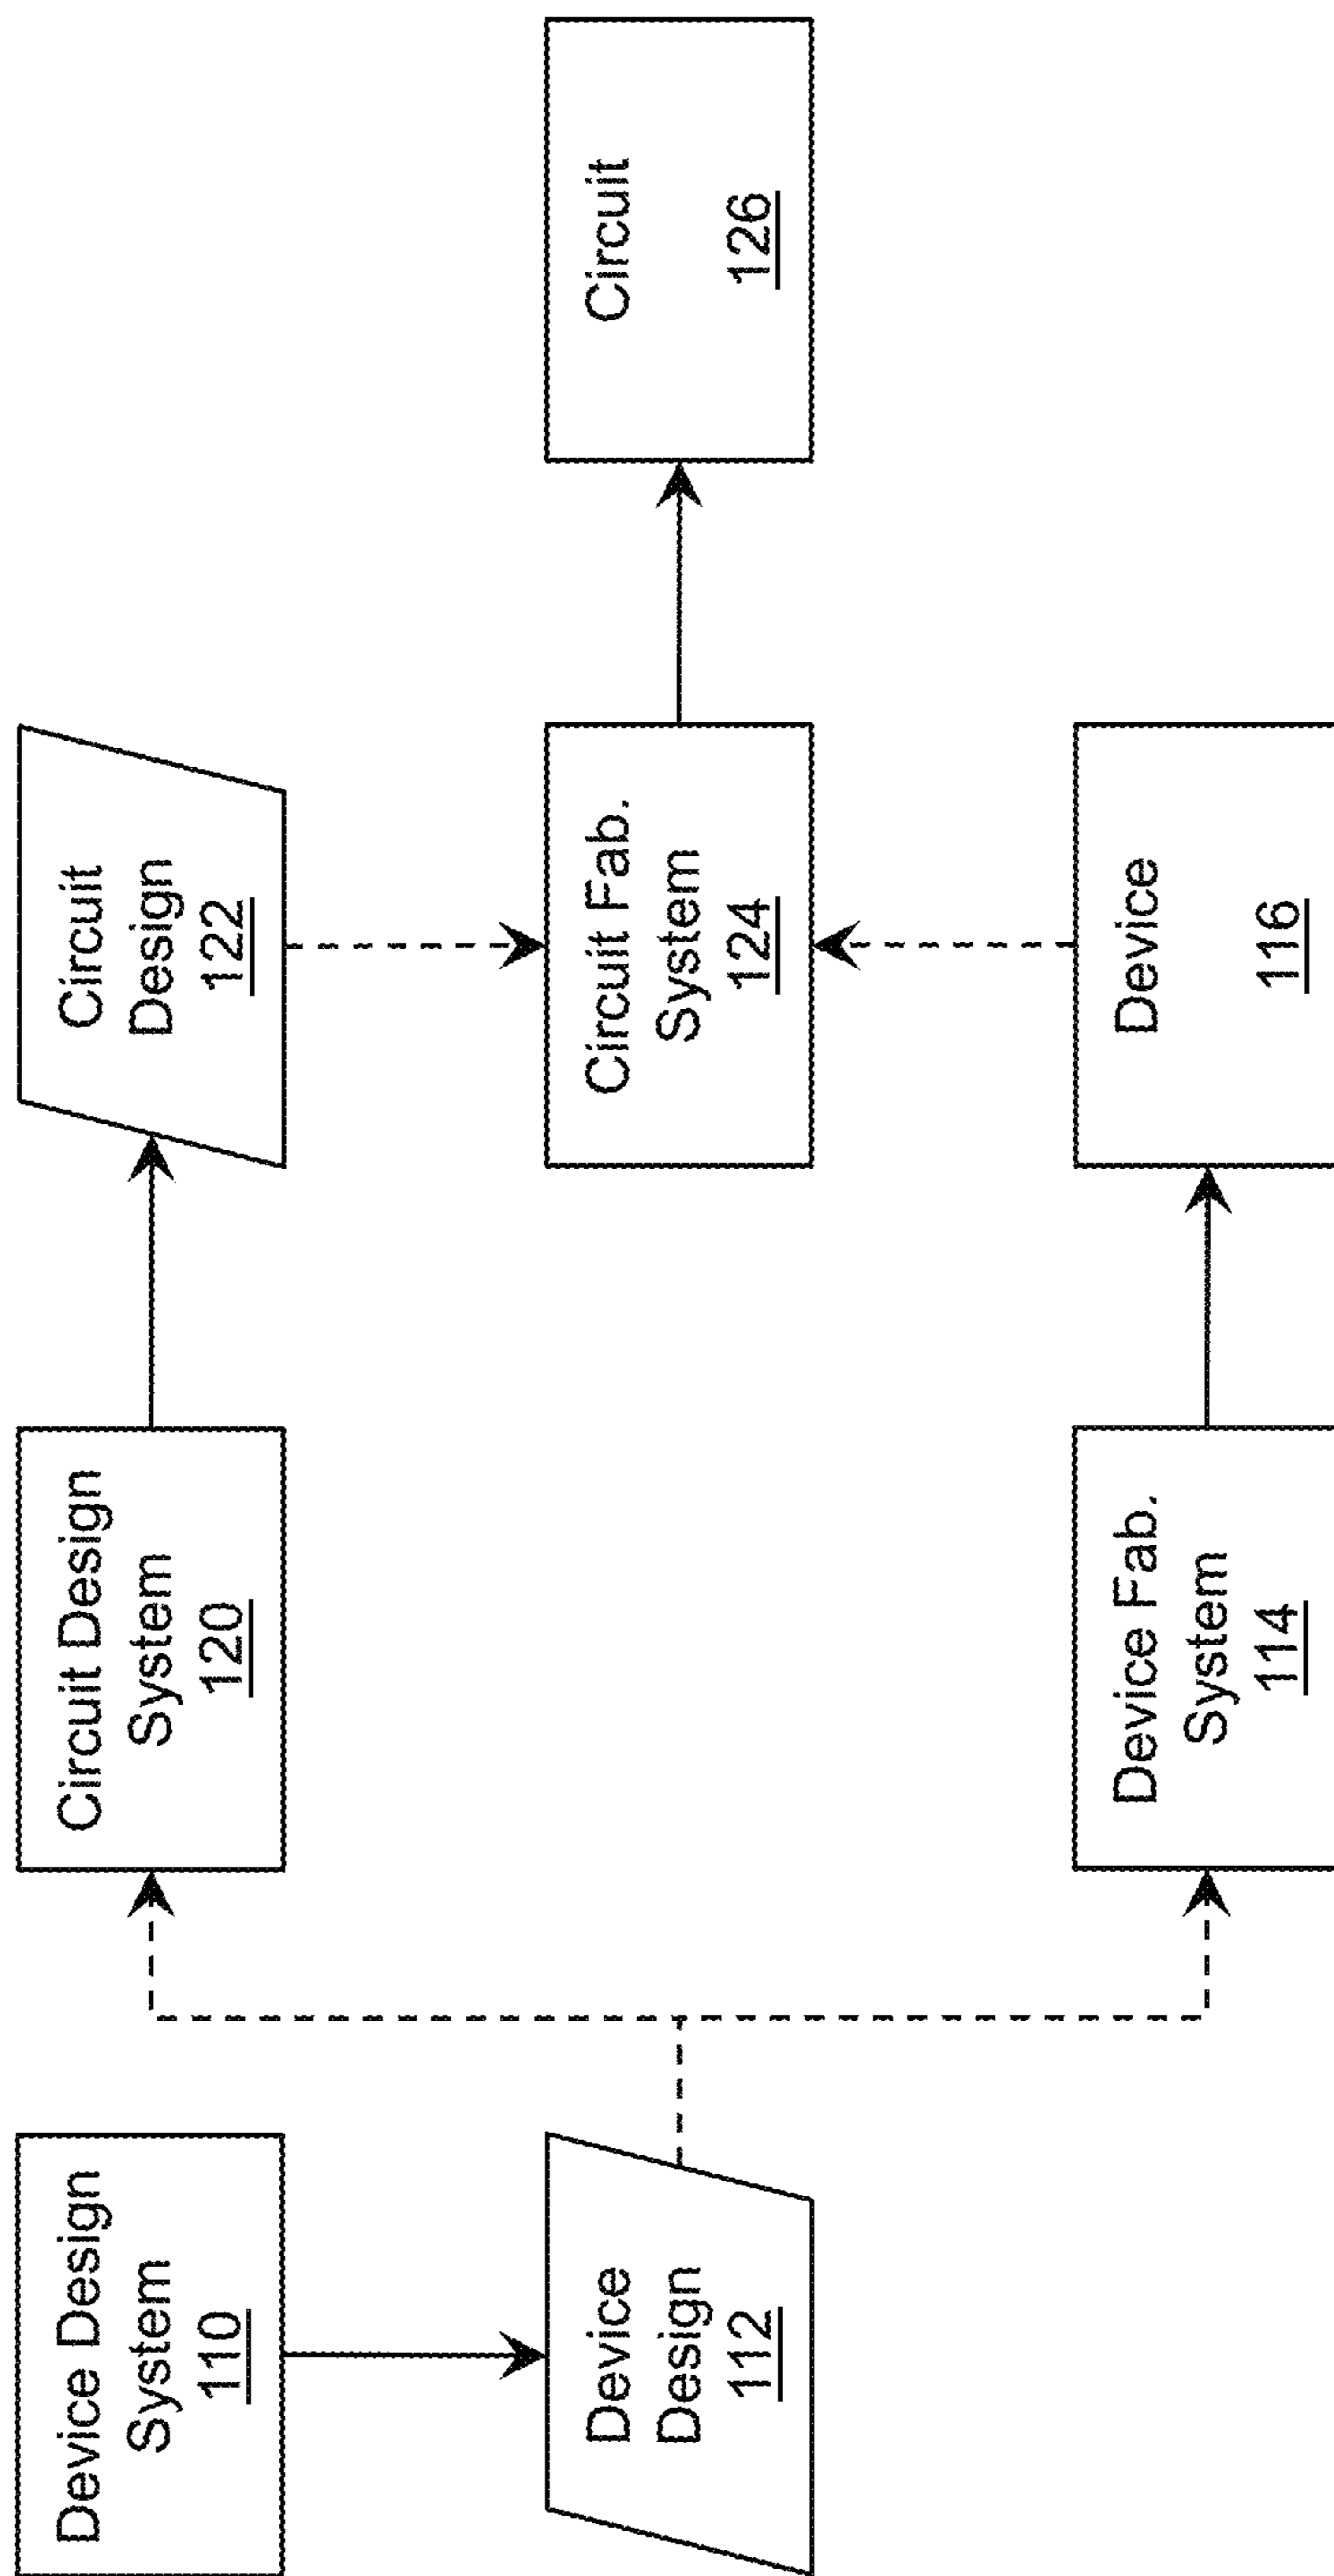 Device Design
System
110
Circuit Design
System
120
Circuit
Design
122
Device
Design
112
Circuit Fab.
System
124
Circuit
126
Device Fab.
System
114
Device
116